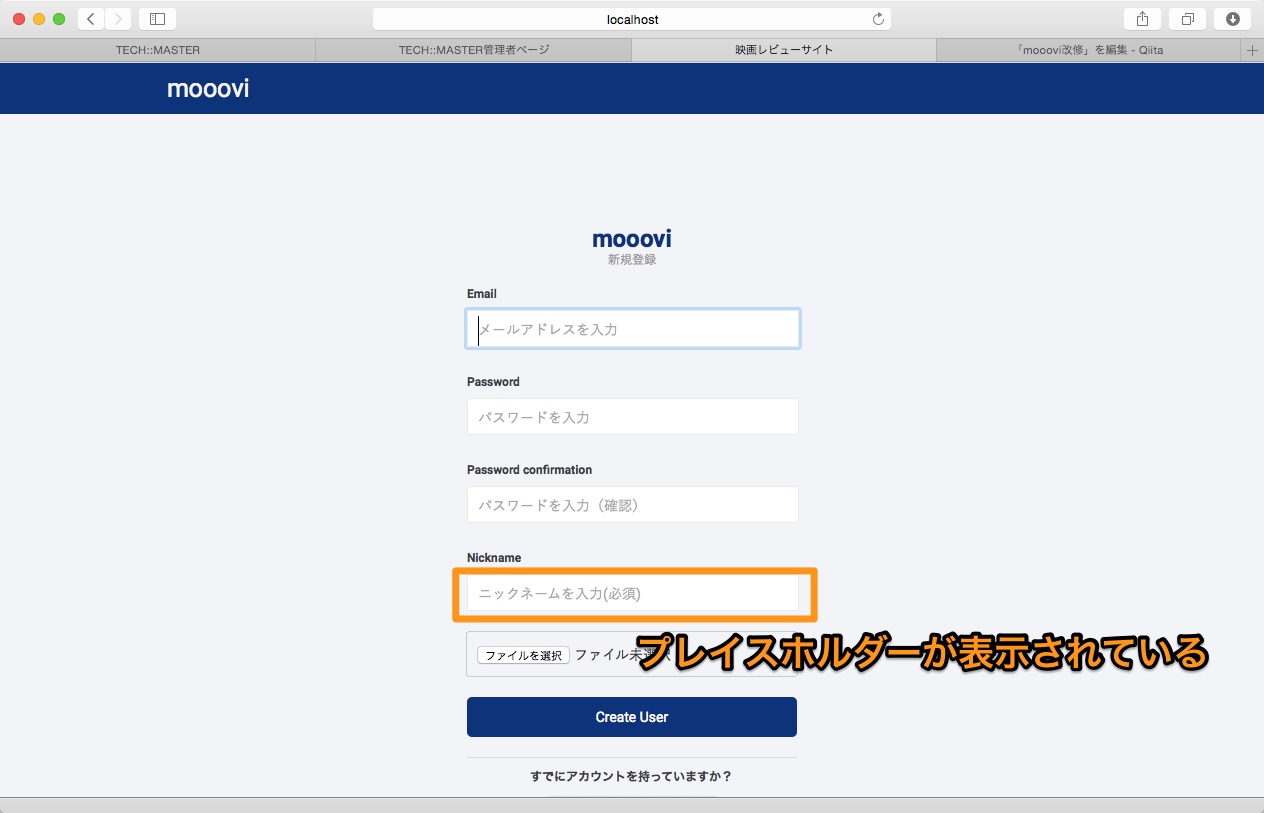 localhost
TECH::MASTER
TECH::MASTER管理者ページ
映画レビューサイト
「mooovi改修」を編集 - Qiita
mooovi
mooovi
新規登録
Email
メールアドレスを入力
Password
パスワードを入力
Password confirmation
パスワードを入力（確認）
Nickname
ニックネームを入力(必須)
ファイルを選択 ファイル未選択
プレイスホルダーが表示されている
Create User
すでにアカウントを持っていますか？